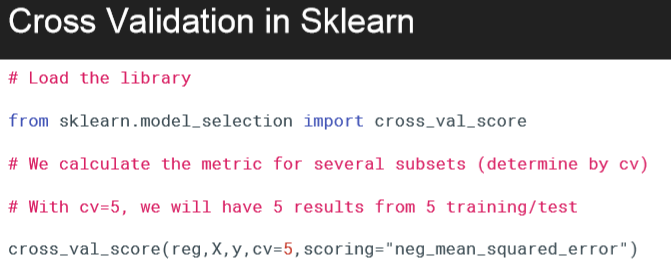 Cross Validation in Sklearn
# Load the library
from sklearn.model_selection import cross_val_score
# We calculate the metric for several subsets (determine by cv)
# With cv=5, we will have 5 results from 5 training/test
cross_val_score(reg,X,y,cv=5,scoring="neg_mean_squared_error")